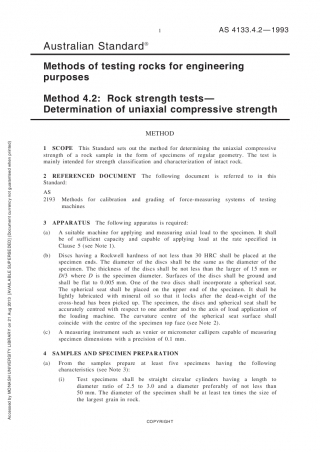 1
AS 4133.4.2—1993
Australian Standard®
Methods of testing rocks for engineering
purposes
Method 4.2: Rock strength tests—
Determination of uniaxial compressive strength
METHOD
1 SCOPE This Standard sets out the method for determining the uniaxial compressive
strength of a rock sample in the form of specimens of regular geometry. The test is
mainly intended for strength classification and characterization of intact rock.
2 REFERENCED DOCUMENT The following document is referred to in this
Standard:
AS
2193 Methods for calibration and grading of force-measuring systems of testing
machines
3 APPARATUS The following apparatus is required:
(a) A suitable machine for applying and measuring axial load to the specimen. It shall
be of sufficient capacity and capable of applying load at the rate specified in
Clause 5 (see Note 1).
(b) Discs having a Rockwell hardness of not less than 30 HRC shall be placed at the
specimen ends. The diameter of the discs shall be the same as the diameter of the
specimen. The thickness of the discs shall be not less than the larger of 15 mm or
D/3 where D is the specimen diameter. Surfaces of the discs shall be ground and
shall be flat to 0.005 mm. One of the two discs shall incorporate a spherical seat.
The spherical seat shall be placed on the upper end of the specimen. It shall be
lightly lubricated with mineral oil so that it locks after the dead-weight of the
cross-head has been picked up. The specimen, the discs and spherical seat shall be
accurately centred with respect to one another and to the axis of load application of
the loading machine. The curvature centre of the spherical seat surface shall
coincide with the centre of the specimen top face (see Note 2).
(c) A measuring instrument such as venier or micrometer callipers capable of measuring
specimen dimensions with a precision of 0.1 mm.
4 SAMPLES AND SPECIMEN PREPARATION
(a) From the samples prepare at least five specimens having the following
characteristics (see Note 3):
(i) Test specimens shall be straight circular cylinders having a length to
diameter ratio of 2.5 to 3.0 and a diameter preferably of not less than
50 mm. The diameter of the specimen shall be at least ten times the size of
the largest grain in rock.
COPYRIGHT
Accessed by MONASH UNIVERSITY LIBRARY on 21 Aug 2013 [AVAILABLE SUPERSEDED] (Document currency not guaranteed when printed)